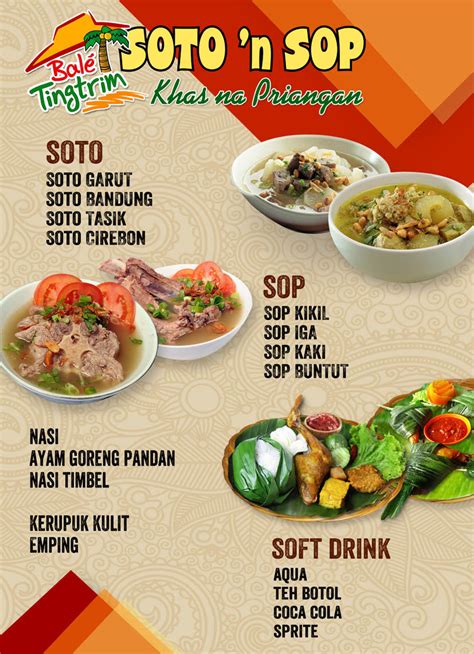 Balé
Tingtrim
SOTO 'n SOP
Khas na Priangan
SOTO
SOTO GARUT
SOTO BANDUNG
SOTO TASIK
SOTO CIREBON
SOP
SOP KIKIL
SOP IGA
SOP KAKI
SOP BUNTUT
NASI
AYAM GORENG PANDAN
NASI TIMBEL
KERUPUK KULIT
EMPING
SOFT DRINK
AQUA
TEH BOTOL
COCA COLA
SPRITE